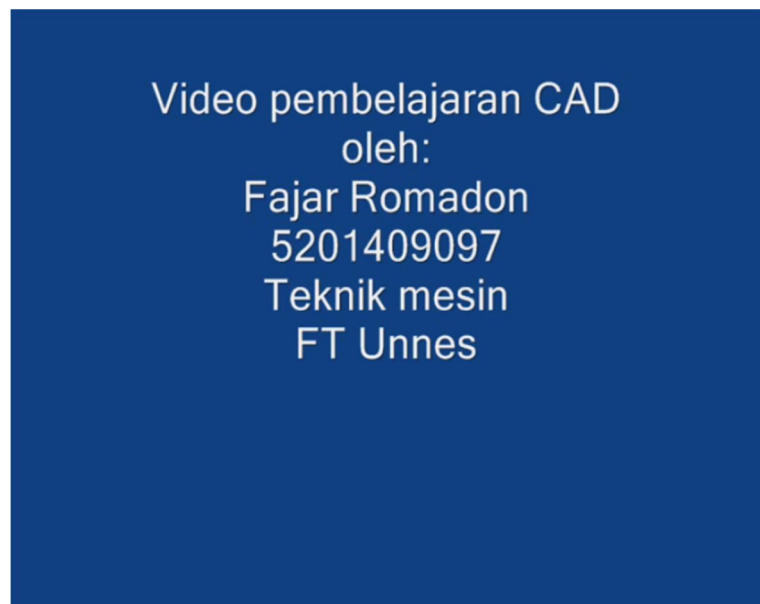 Video pembelajaran CAD
oleh:
Fajar Romadon
5201409097
Teknik mesin
FT Unnes